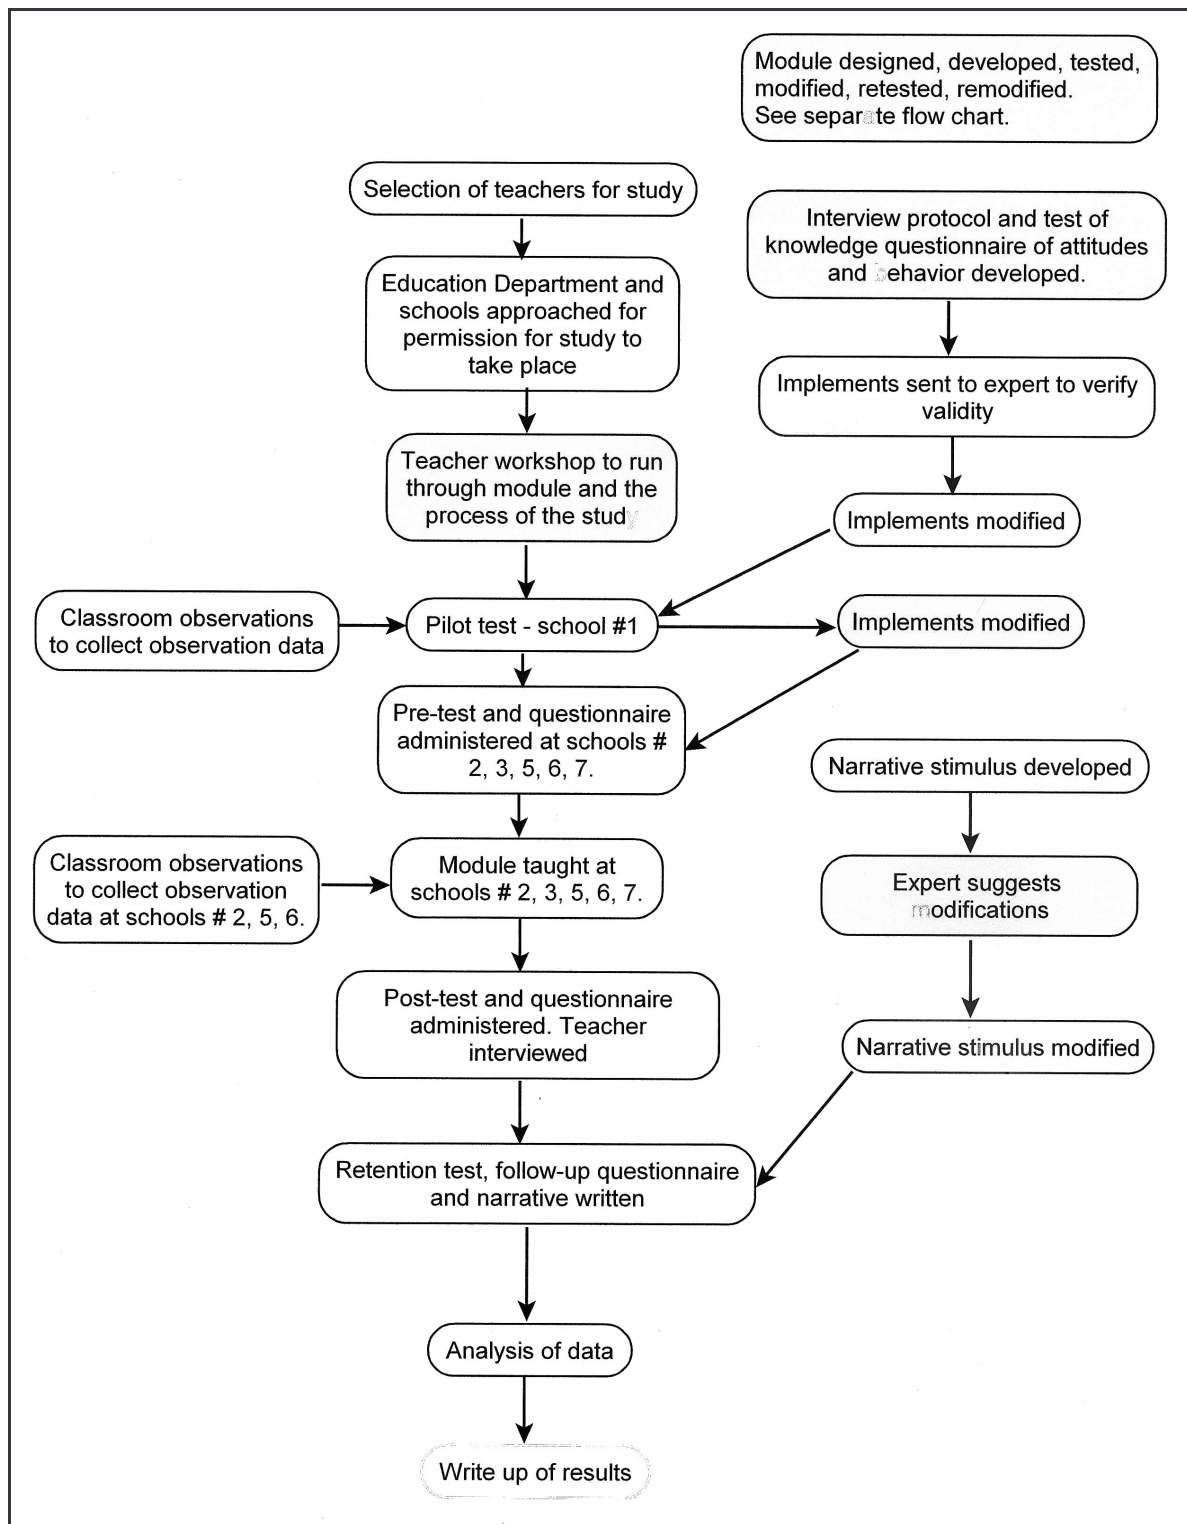 Module designed, developed, tested,
modified, retested, remodified.
See separate flow chart.
Selection of teachers for study
Interview protocol and test of
knowledge questionnaire of attitudes
and behavior developed.
Education Department and
schools approached for
permission for study to
take place
Implements sent to expert to verify
validity
Teacher workshop to run
through module and the
process of the study
Implements modified
Classroom observations
to collect observation data
Pilot test - school #1
Implements modified
Pre-test and questionnaire
administered at schools #
2, 3, 5, 6, 7.
Narrative stimulus developed
Classroom observations
to collect observation
data at schools # 2, 5, 6.
Module taught at
schools # 2, 3, 5, 6, 7.
Expert suggests
modifications
Post-test and questionnaire
administered. Teacher
interviewed
Narrative stimulus modified
Retention test, follow-up questionnaire
and narrative written
Analysis of data
Write up of results